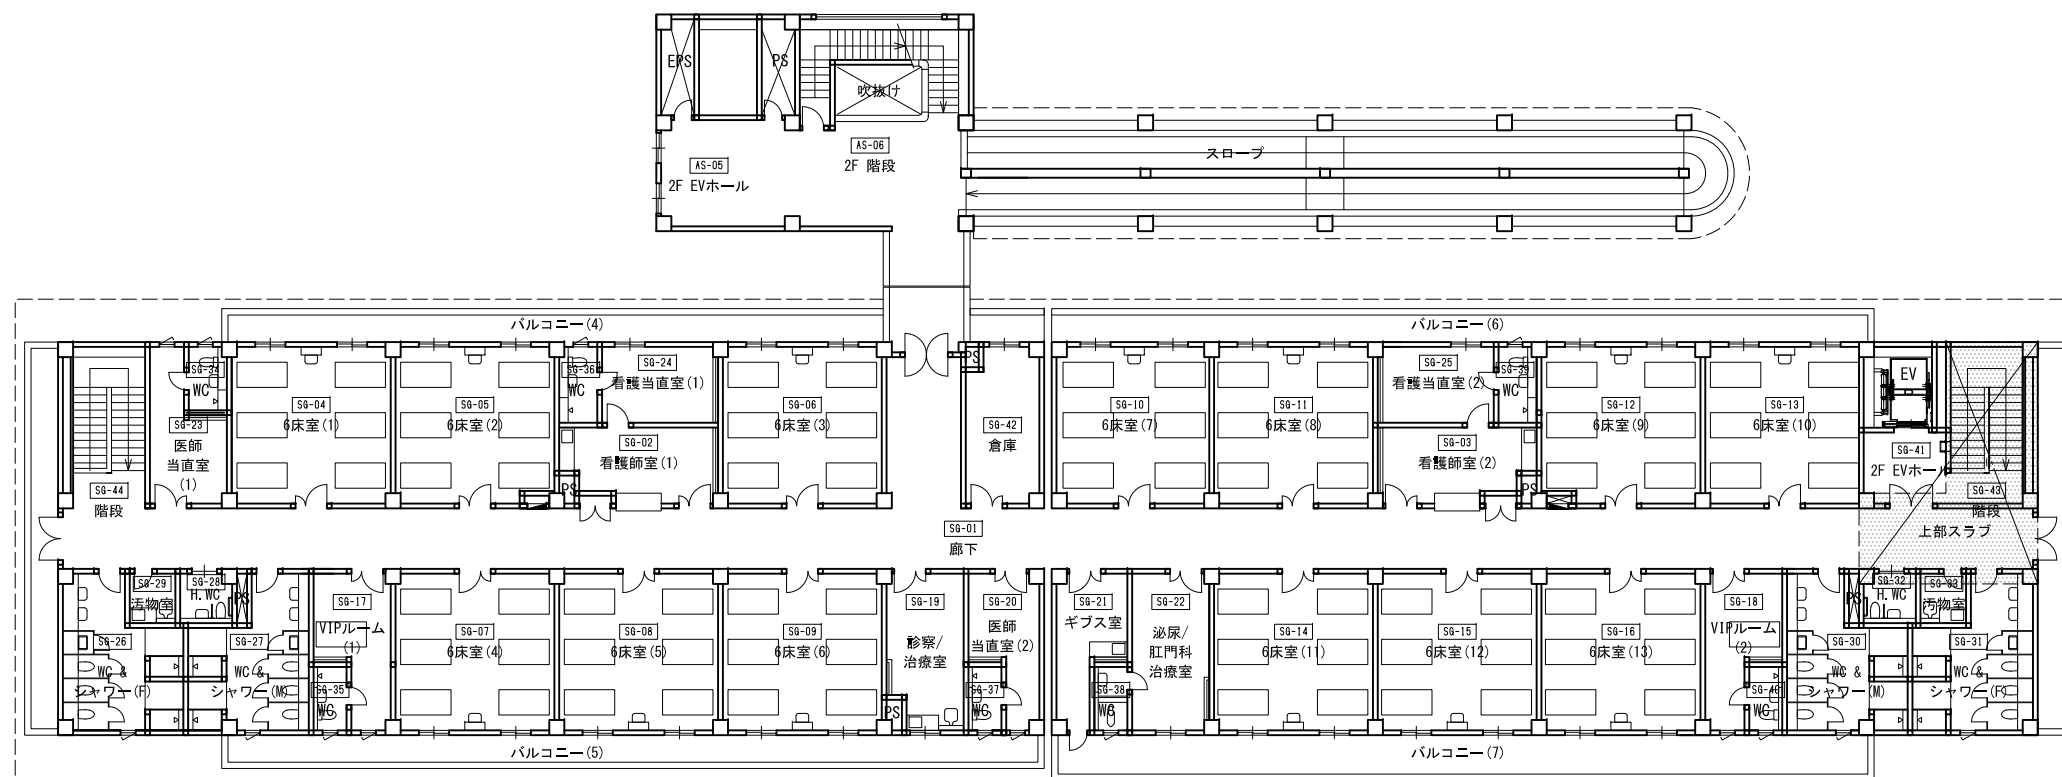 EPS
PS
吹抜け
AS-05
2F EVホール
AS-06
2F 階段
スロープ
バルコニー(4)
バルコニー(6)
SG-34
WC
SG-23
医師
当直室
(1)
SG-44
階段
SG-04
6床室(1)
SG-05
6床室(2)
SG-36
WC
SG-24
看護当直室(1)
SG-02
看護師室(1)
PS
SG-06
6床室(3)
PS
SG-42
倉庫
SG-10
6床室(7)
SG-11
6床室(8)
SG-25
看護当直室(2)
SG-39
WC
SG-03
看護師室(2)
PS
SG-12
6床室(9)
SG-13
6床室(10)
EV
SG-41
2F EVホール
SG-43
階段
上部スラブ
SG-01
廊下
SG-29
汚物室
SG-28
H.WC
PS
SG-26
WC &
シャワー(F)
SG-27
WC &
シャワー(M)
SG-17
VIPルーム
(1)
SG-35
WC
SG-07
6床室(4)
SG-08
6床室(5)
SG-09
6床室(6)
SG-19
診察/
治療室
PS
SG-20
医師
当直室(2)
SG-37
WC
SG-21
ギブス室
SG-38
WC
SG-22
泌尿/
肛門科
治療室
SG-14
6床室(11)
SG-15
6床室(12)
SG-16
6床室(13)
SG-18
VIPルーム
(2)
SG-40
WC
PS
SG-32
H.WC
SG-33
汚物室
SG-30
WC &
シャワー(M)
SG-31
WC &
シャワー(F)
バルコニー(5)
バルコニー(7)